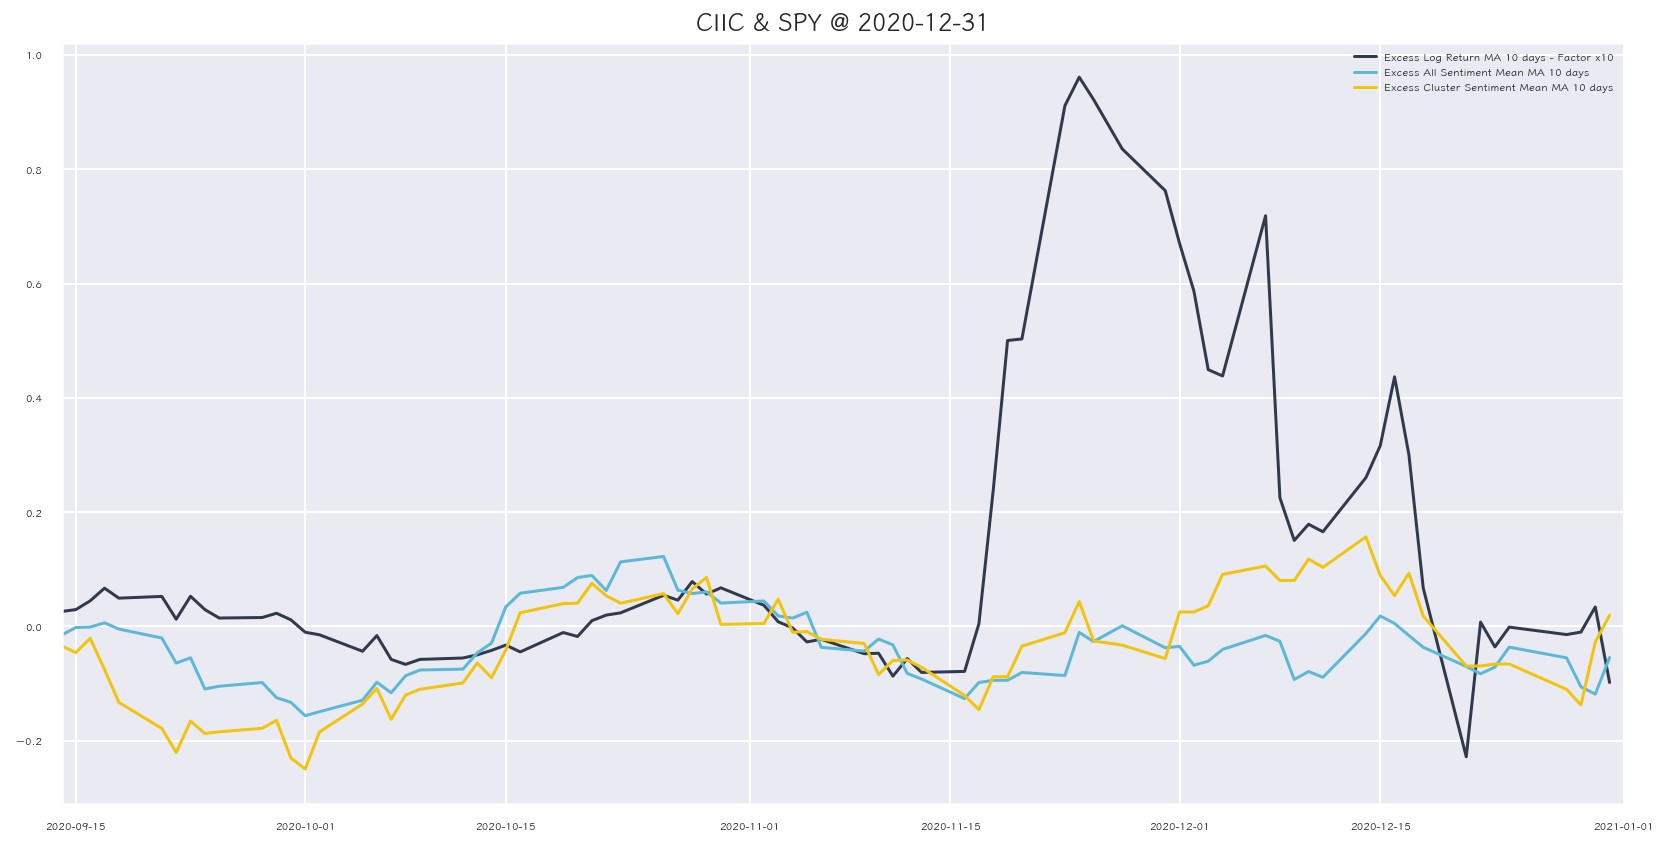 CIIC & SPY @ 2020-12-31
1.0
0.8
0.6
0.4
0.2
0.0
−0.2
Excess Log Return MA 10 days - Factor x10
Excess All Sentiment Mean MA 10 days
Excess Cluster Sentiment Mean MA 10 days
2020-09-15 2020-10-01 2020-10-15 2020-11-01 2020-11-15 2020-12-01 2020-12-15 2021-01-01